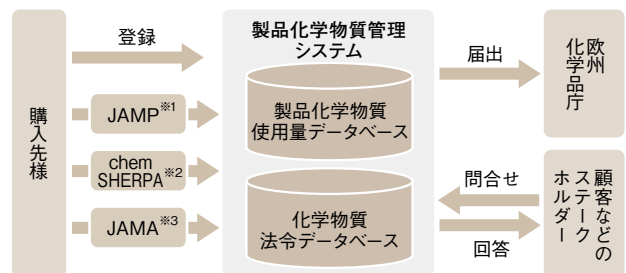 購入先様
登録
JAMP※1
chem
SHERPA※2
JAMA※3
製品化学物質管理
システム
製品化学物質
使用量データベース
化学物質
法令データベース
届出
欧州
化学品庁
問合せ
回答
顧客などの
ステーク
ホルダー